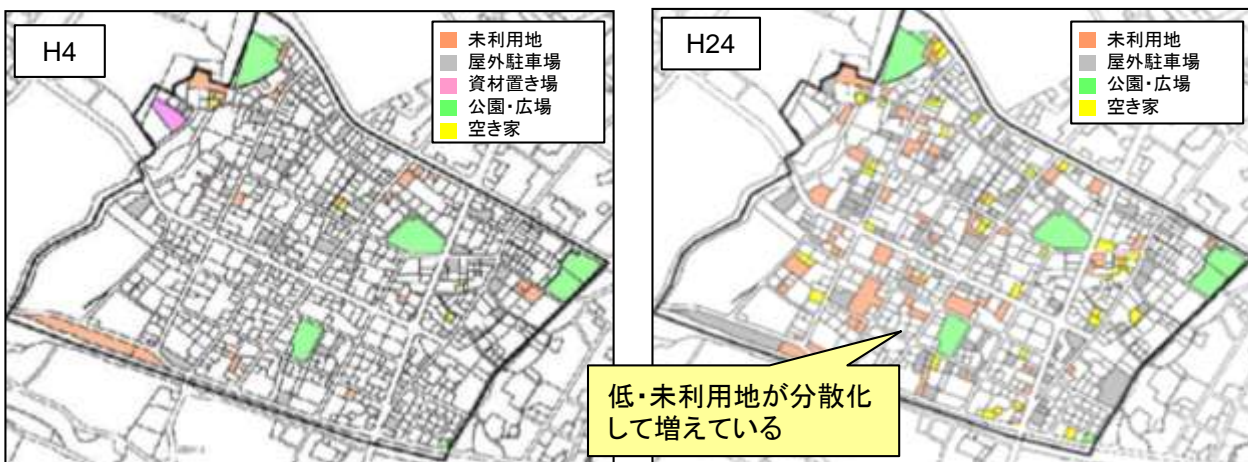 H4
未利用地
屋外駐車場
資材置き場
公園・広場
空き家
H24
未利用地
屋外駐車場
公園・広場
空き家
低・未利用地が分散化
して増えている